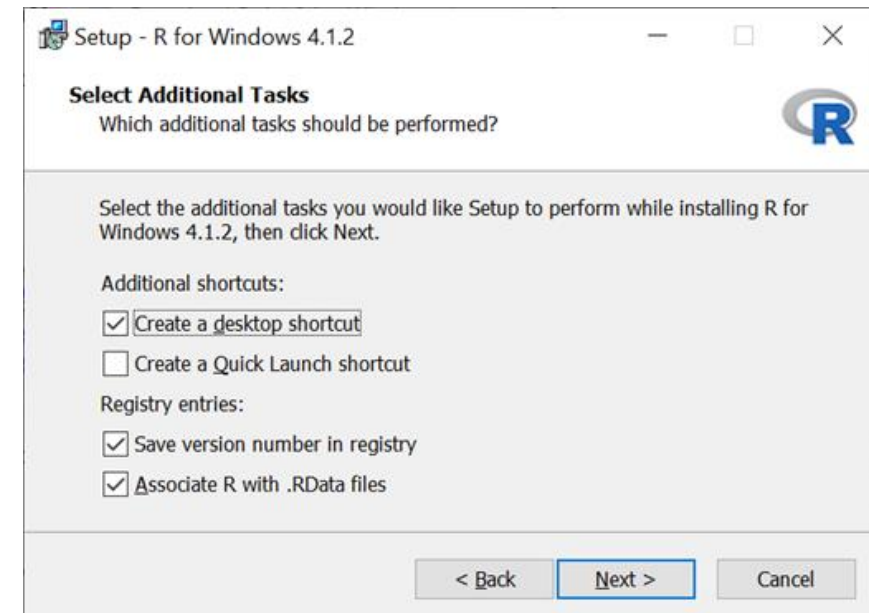 Setup - R for Windows 4.1.2
Select Additional Tasks
Which additional tasks should be performed?
R
Select the additional tasks you would like Setup to perform while installing R for
Windows 4.1.2, then click Next.
Additional shortcuts:
Create a desktop shortcut
Create a Quick Launch shortcut
Registry entries:
Save version number in registry
Associate R with .RData files
< Back Next > Cancel